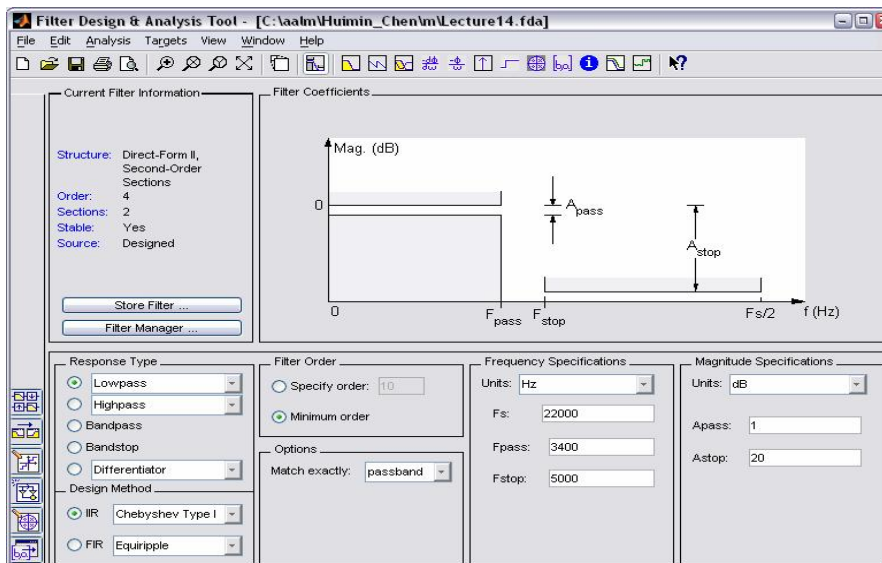 Filter Design & Analysis Tool - [C:\aalm\Huimin_Chen\m\Lecture14.fda]
File Edit Analysis Targets View Window Help
Current Filter Information
Structure: Direct-Form II,
Second-Order
Sections
Order: 4
Sections: 2
Stable: Yes
Source: Designed
Store Filter ...
Filter Manager ...
Filter Coefficients
Mag. (dB)
0
Apass
Astop
0
Fpass
Fstop
Fs/2
f (Hz)
Response Type
Lowpass
Highpass
Bandpass
Bandstop
Differentiator
Design Method
IIR Chebyshev Type I
FIR Equiripple
Filter Order
Specify order: 10
Minimum order
Options
Match exactly: passband
Frequency Specifications
Units: Hz
Fs: 22000
Fpass: 3400
Fstop: 5000
Magnitude Specifications
Units: dB
Apass: 1
Astop: 20